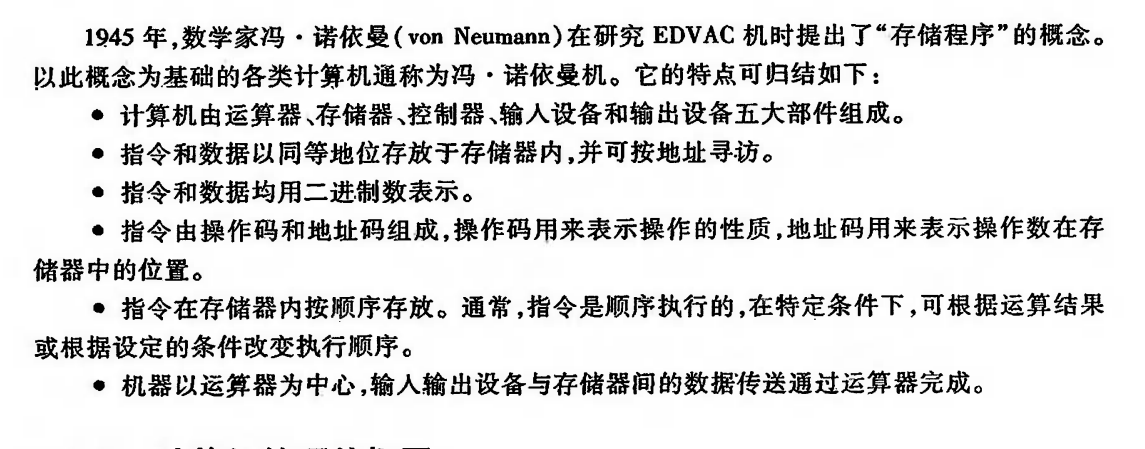 1945 年,数学家冯·诺依曼(von Neumann)在研究 EDVAC 机时提出了“存储程序”的概念。
以此概念为基础的各类计算机通称为冯·诺依曼机。它的特点可归结如下:
● 计算机由运算器、存储器、控制器、输入设备和输出设备五大部件组成。
● 指令和数据以同等地位存放于存储器内,并可按地址寻访。
● 指令和数据均用二进制数表示。
● 指令由操作码和地址码组成,操作码用来表示操作的性质,地址码用来表示操作数在存
储器中的位置。
● 指令在存储器内按顺序存放。通常,指令是顺序执行的,在特定条件下,可根据运算结果
或根据设定的条件改变执行顺序。
● 机器以运算器为中心,输入输出设备与存储器间的数据传送通过运算器完成。